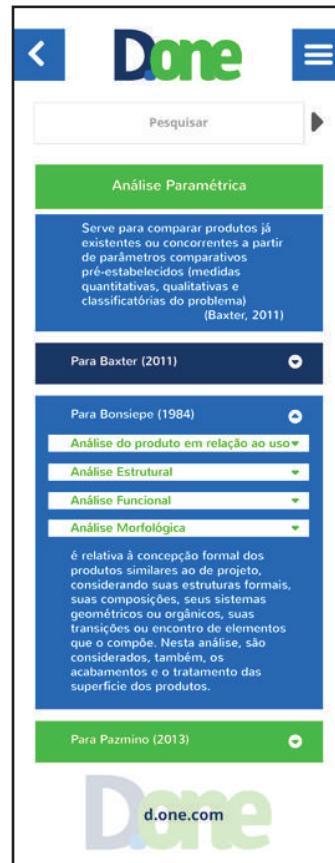 D.one
Pesquisar
Análise Paramétrica
Serve para comparar produtos já
existentes ou concorrentes a partir
de parâmetros comparativos
pré-estabelecidos (medidas
quantitativas, qualitativas e
classificatórias do problema)
(Baxter, 2011)
Para Baxter (2011)
Para Bonsiepe (1984)
Análise do produto em relação ao uso
Análise Estrutural
Análise Funcional
Análise Morfológica
é relativa à concepção formal dos
produtos similares ao de projeto,
considerando suas estruturas formais,
suas composições, seus sistemas
geométricos ou orgânicos, suas
transições ou encontro de elementos
que o compõe. Nesta análise, são
considerados, também, os
acabamentos e o tratamento das
superfície dos produtos.
Para Pazmino (2013)
D.one
d.one.com